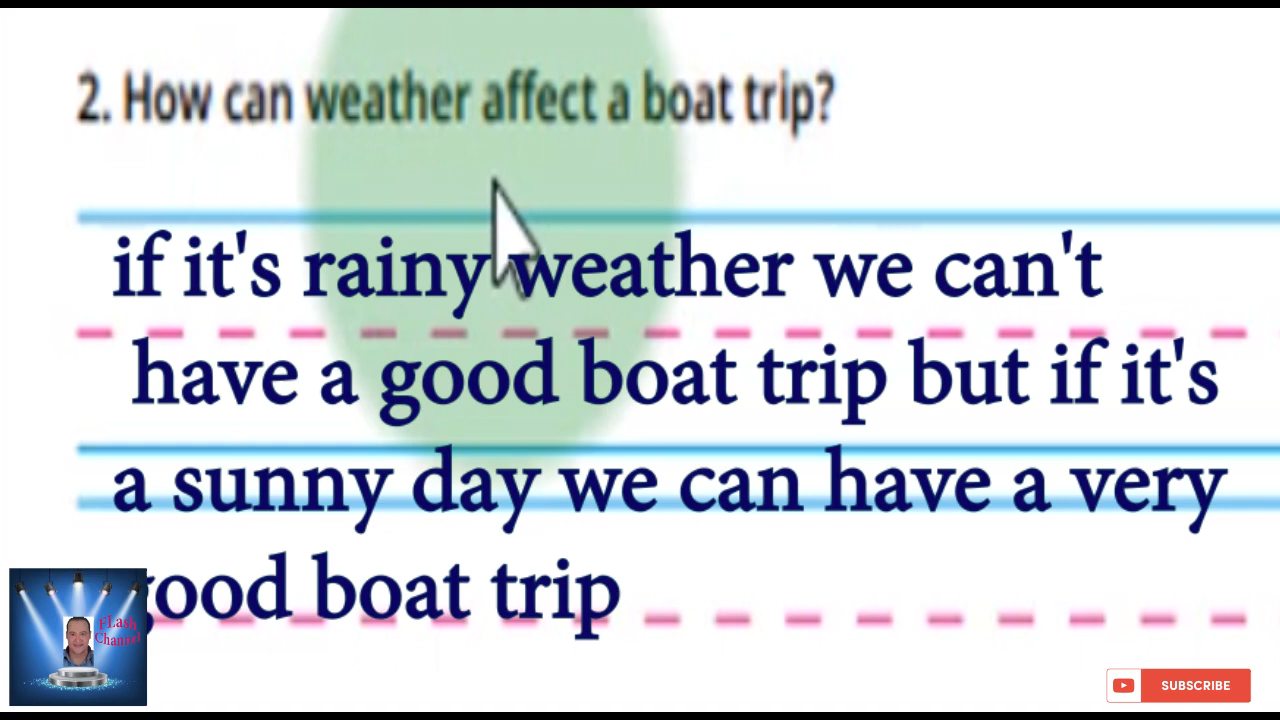 2. How can weather affect a boat trip?
if it's rainy weather we can't
have a good boat trip but if it's
a sunny day we can have a very
good boat trip
FLash
Channel
SUBSCRIBE